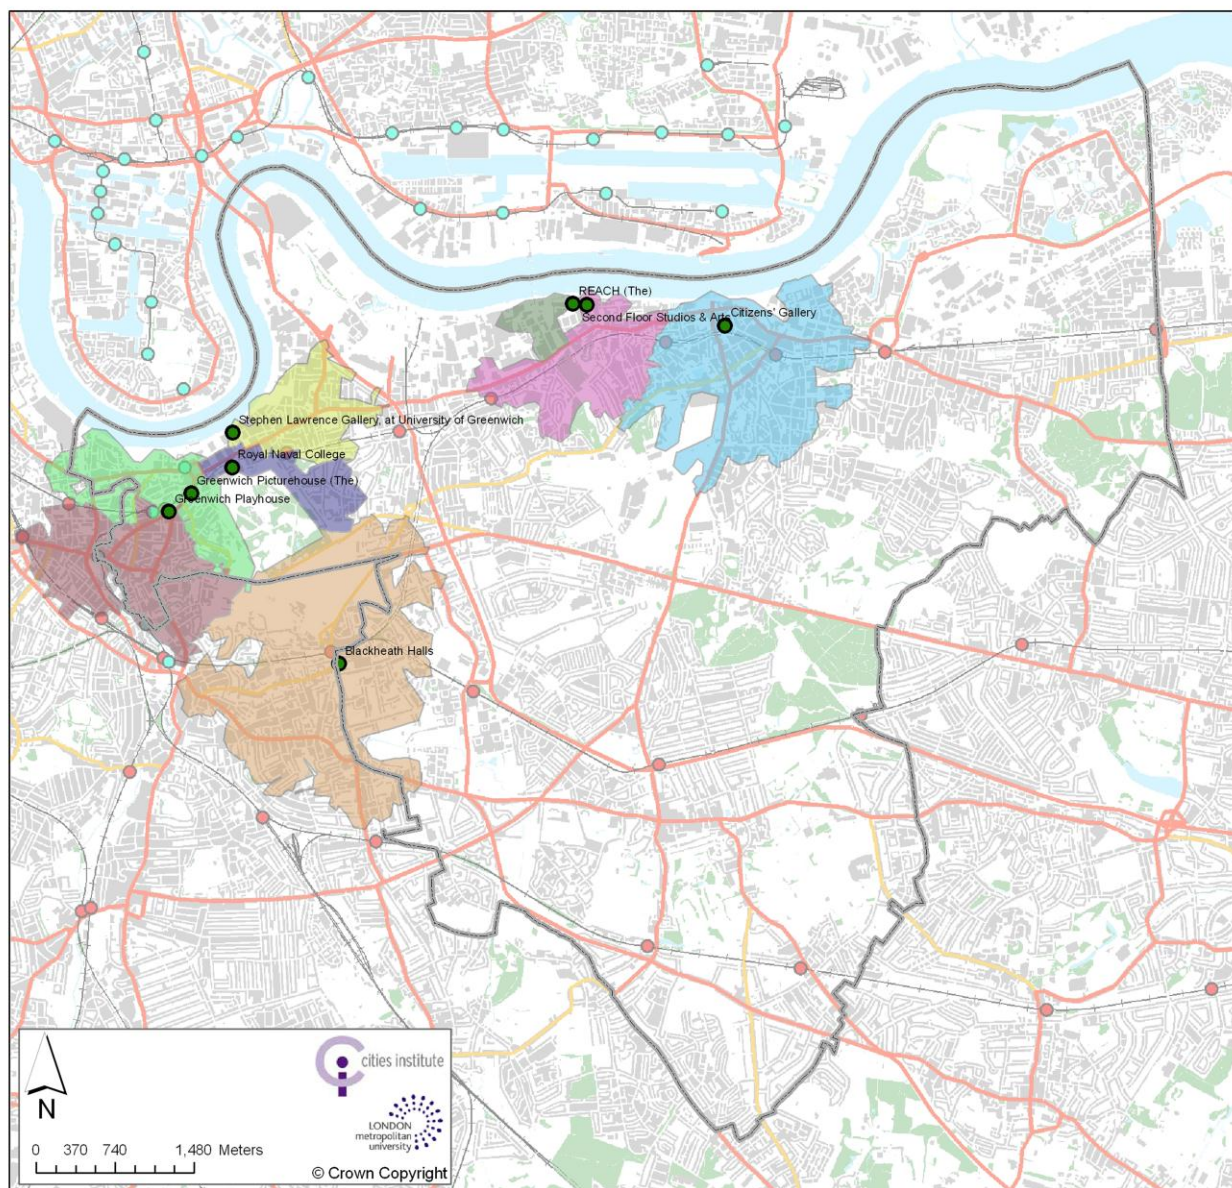 REACH (The)
Second Floor Studios & Arts
Citizens' Gallery
Stephen Lawrence Gallery, at University of Greenwich
Royal Naval College
Greenwich Picturehouse (The)
Greenwich Playhouse
Blackheath Halls
N
cities institute
LONDON
metropolitan
university
0 370 740 1,480 Meters
© Crown Copyright